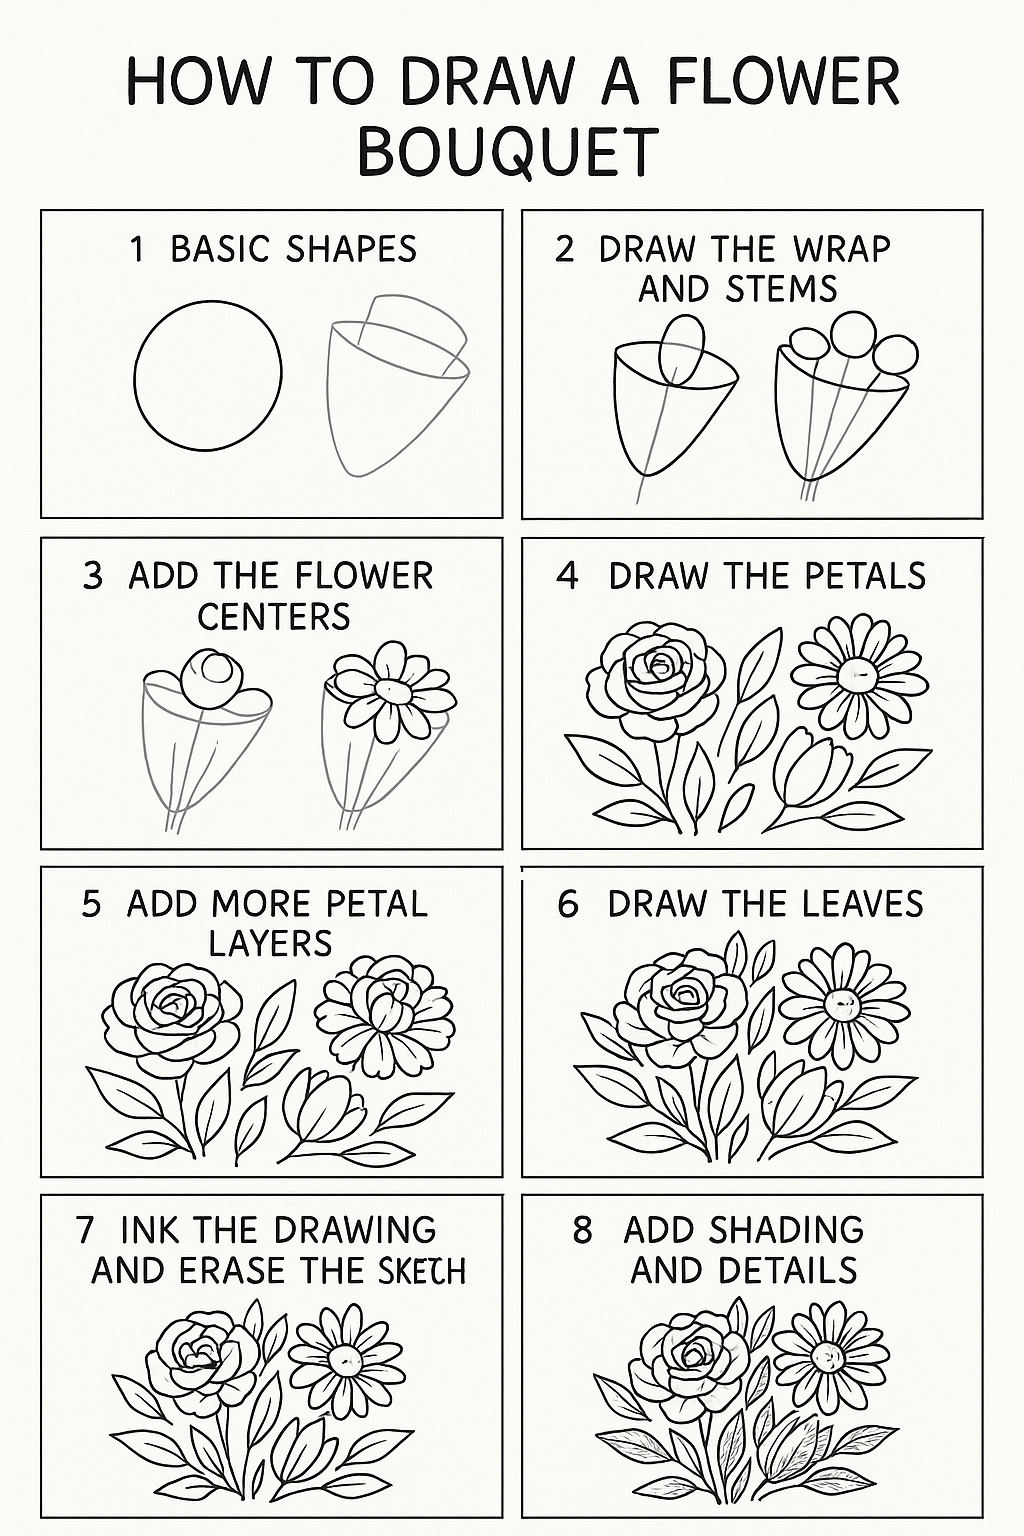 HOW TO DRAW A FLOWER
BOUQUET
1 BASIC SHAPES
2 DRAW THE WRAP
AND STEMS
3 ADD THE FLOWER
CENTERS
4 DRAW THE PETALS
5 ADD MORE PETAL
LAYERS
6 DRAW THE LEAVES
7 INK THE DRAWING
AND ERASE THE SKETCH
8 ADD SHADING
AND DETAILS